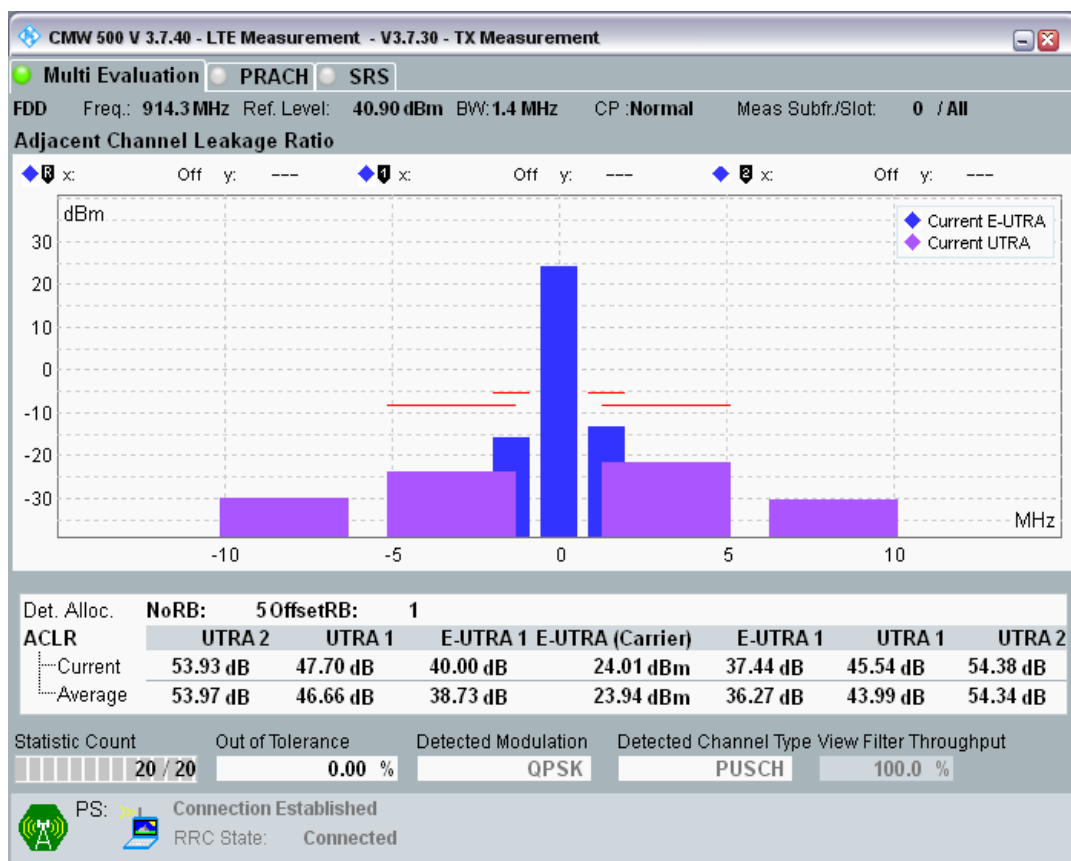 CMW 500 V 3.7.40 - LTE Measurement - V3.7.30 - TX Measurement
Multi Evaluation PRACH SRS
FDD Freq.: 914.3 MHz Ref. Level: 40.90 dBm BW: 1.4 MHz CP :Normal Meas Subfr./Slot: 0 / All
Adjacent Channel Leakage Ratio
R x: Off y: --- 1 x: Off y: --- 2 x: Off y: ---
dBm
Current E-UTRA
Current UTRA
30
20
10
0
-10
-20
-30
MHz
-10 -5 0 5 10
Det. Alloc. NoRB: 5 OffsetRB: 1
ACLR UTRA 2 UTRA 1 E-UTRA 1 E-UTRA (Carrier) E-UTRA 1 UTRA 1 UTRA 2
Current 53.93 dB 47.70 dB 40.00 dB 24.01 dBm 37.44 dB 45.54 dB 54.38 dB
Average 53.97 dB 46.66 dB 38.73 dB 23.94 dBm 36.27 dB 43.99 dB 54.34 dB
Statistic Count Out of Tolerance Detected Modulation Detected Channel Type View Filter Throughput
20 / 20 0.00 % QPSK PUSCH 100.0 %
PS: Connection Established
RRC State: Connected